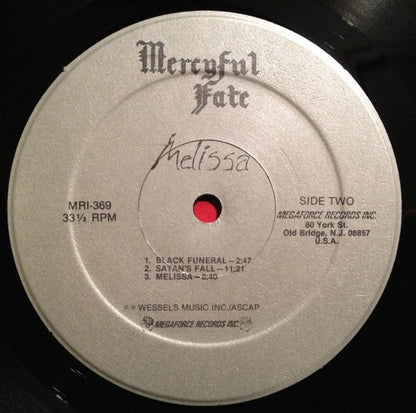 Mercyful
Fate
Melissa
MRI-369
33⅓ RPM
SIDE TWO
MEGAFORCE RECORDS INC.
60 York St.
Old Bridge, N.J. 08857
U.S.A.
1. BLACK FUNERAL – 2:47
2. SATAN'S FALL – 11:21
3. MELISSA – 6:40
© ℗ WESSELS MUSIC INC./ASCAP
MEGAFORCE RECORDS INC.